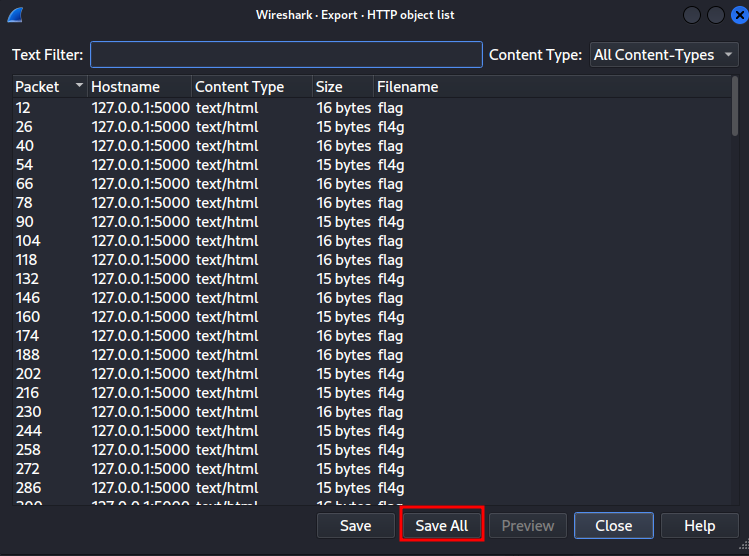 Wireshark · Export · HTTP object list
Text Filter: Content Type: All Content-Types
Packet Hostname Content Type Size Filename
12 127.0.0.1:5000 text/html 16 bytes flag
26 127.0.0.1:5000 text/html 15 bytes fl4g
40 127.0.0.1:5000 text/html 16 bytes flag
54 127.0.0.1:5000 text/html 15 bytes fl4g
66 127.0.0.1:5000 text/html 16 bytes flag
78 127.0.0.1:5000 text/html 16 bytes flag
90 127.0.0.1:5000 text/html 15 bytes fl4g
104 127.0.0.1:5000 text/html 16 bytes flag
118 127.0.0.1:5000 text/html 16 bytes flag
132 127.0.0.1:5000 text/html 15 bytes fl4g
146 127.0.0.1:5000 text/html 16 bytes flag
160 127.0.0.1:5000 text/html 15 bytes fl4g
174 127.0.0.1:5000 text/html 16 bytes flag
188 127.0.0.1:5000 text/html 16 bytes flag
202 127.0.0.1:5000 text/html 15 bytes fl4g
216 127.0.0.1:5000 text/html 15 bytes fl4g
230 127.0.0.1:5000 text/html 16 bytes flag
244 127.0.0.1:5000 text/html 15 bytes fl4g
258 127.0.0.1:5000 text/html 15 bytes fl4g
272 127.0.0.1:5000 text/html 15 bytes fl4g
286 127.0.0.1:5000 text/html 15 bytes fl4g
Save Save All Preview Close Help